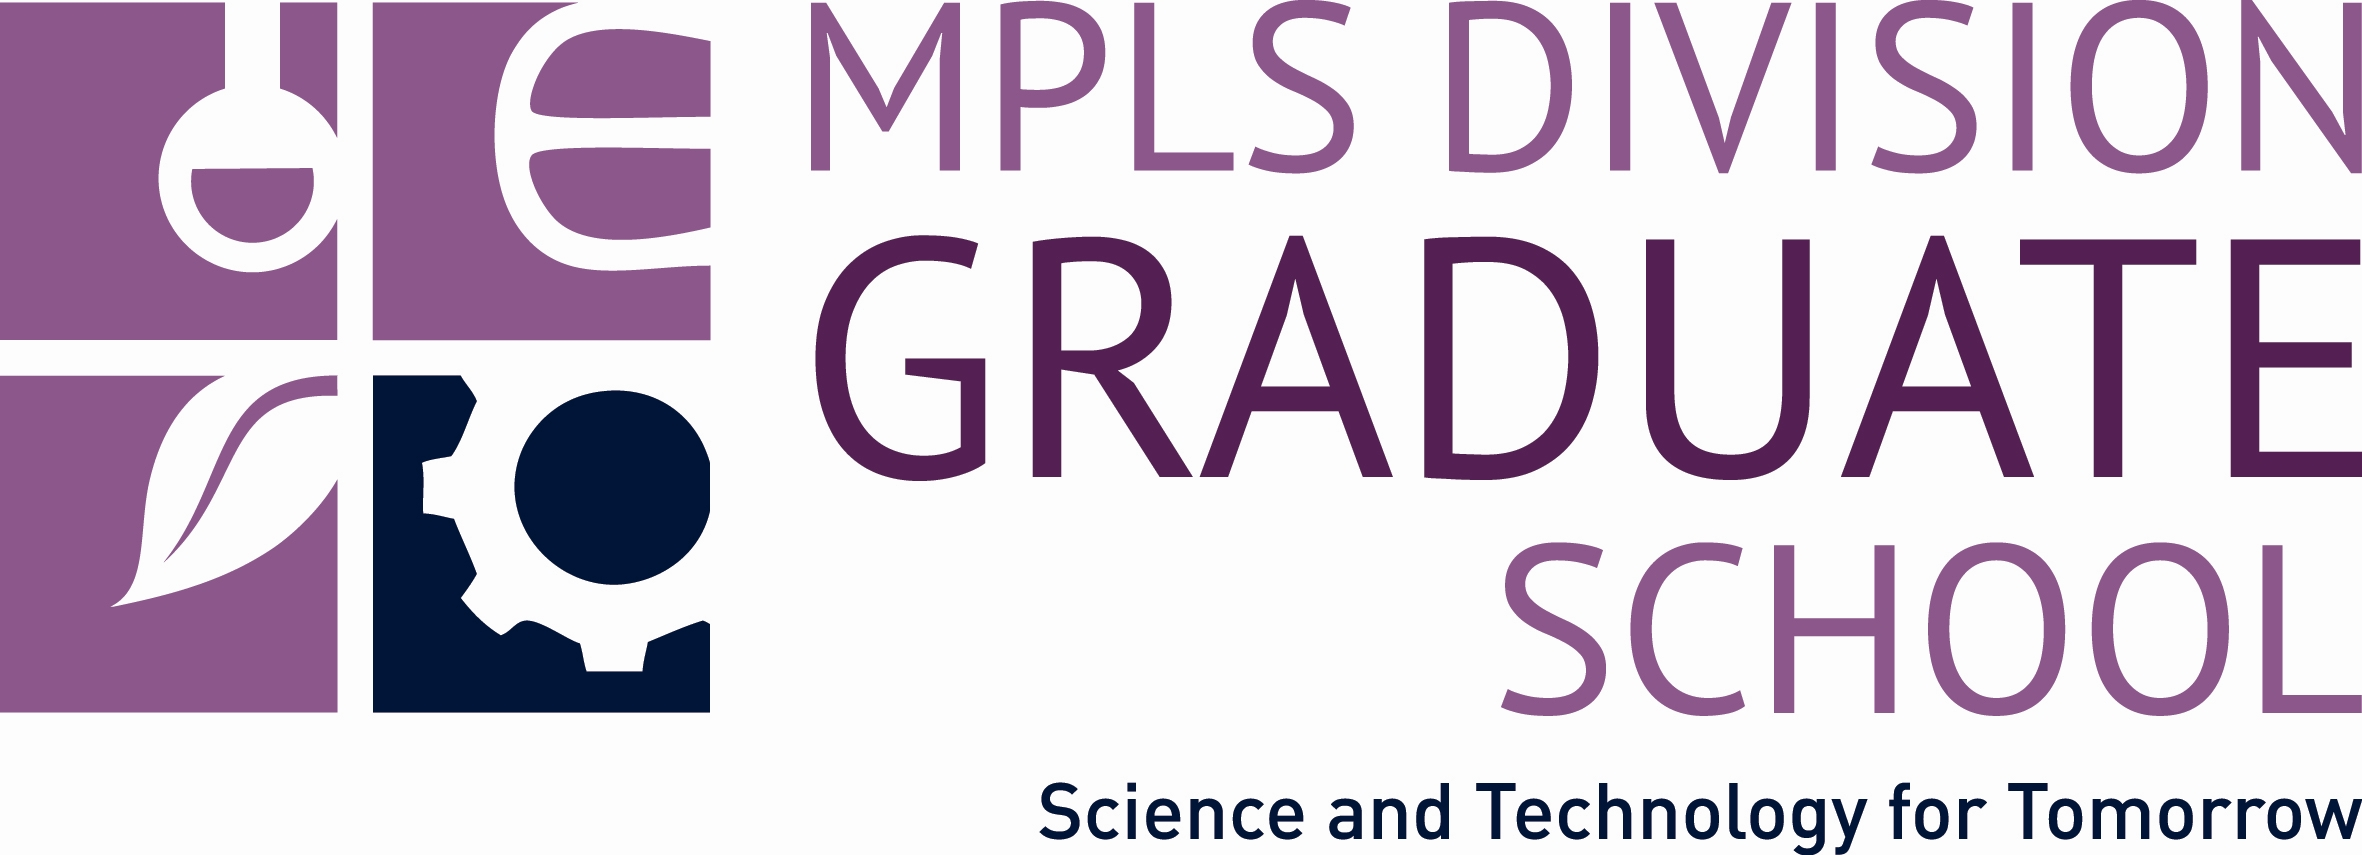 MPLS DIVISION
GRADUATE
SCHOOL
Science and Technology for Tomorrow